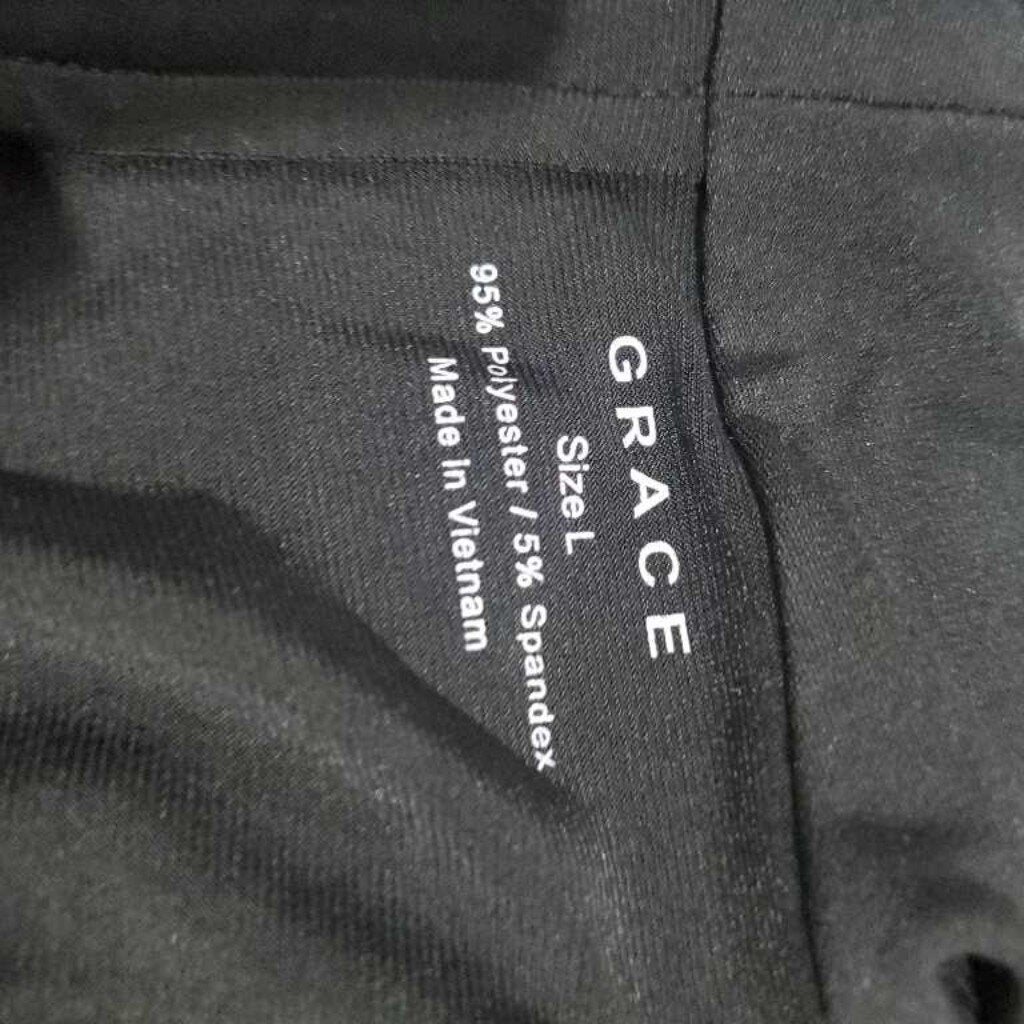 GRACE
Size L
95% Polyester / 5% Spandex
Made In Vietnam